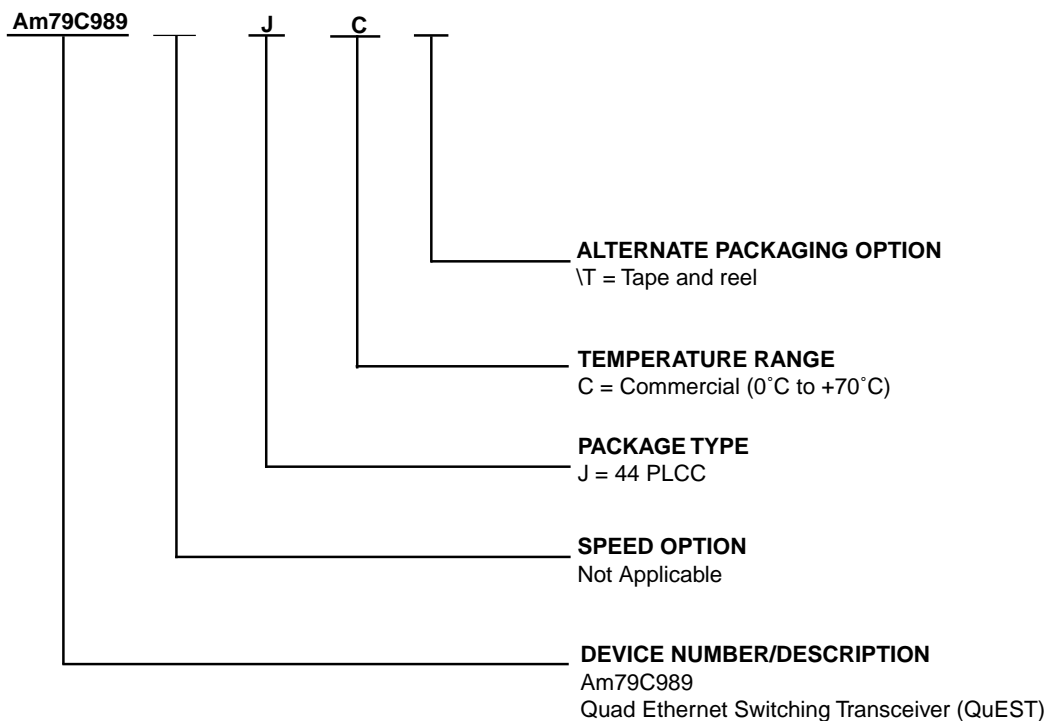 Am79C989 J C
ALTERNATE PACKAGING OPTION
\T = Tape and reel
TEMPERATURE RANGE
C = Commercial (0˚C to +70˚C)
PACKAGE TYPE
J = 44 PLCC
SPEED OPTION
Not Applicable
DEVICE NUMBER/DESCRIPTION
Am79C989
Quad Ethernet Switching Transceiver (QuEST)